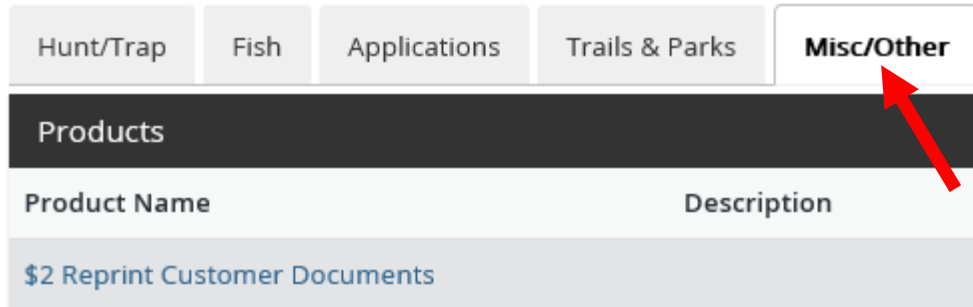 Hunt/Trap Fish Applications Trails & Parks Misc/Other
Products
Product Name Description
$2 Reprint Customer Documents